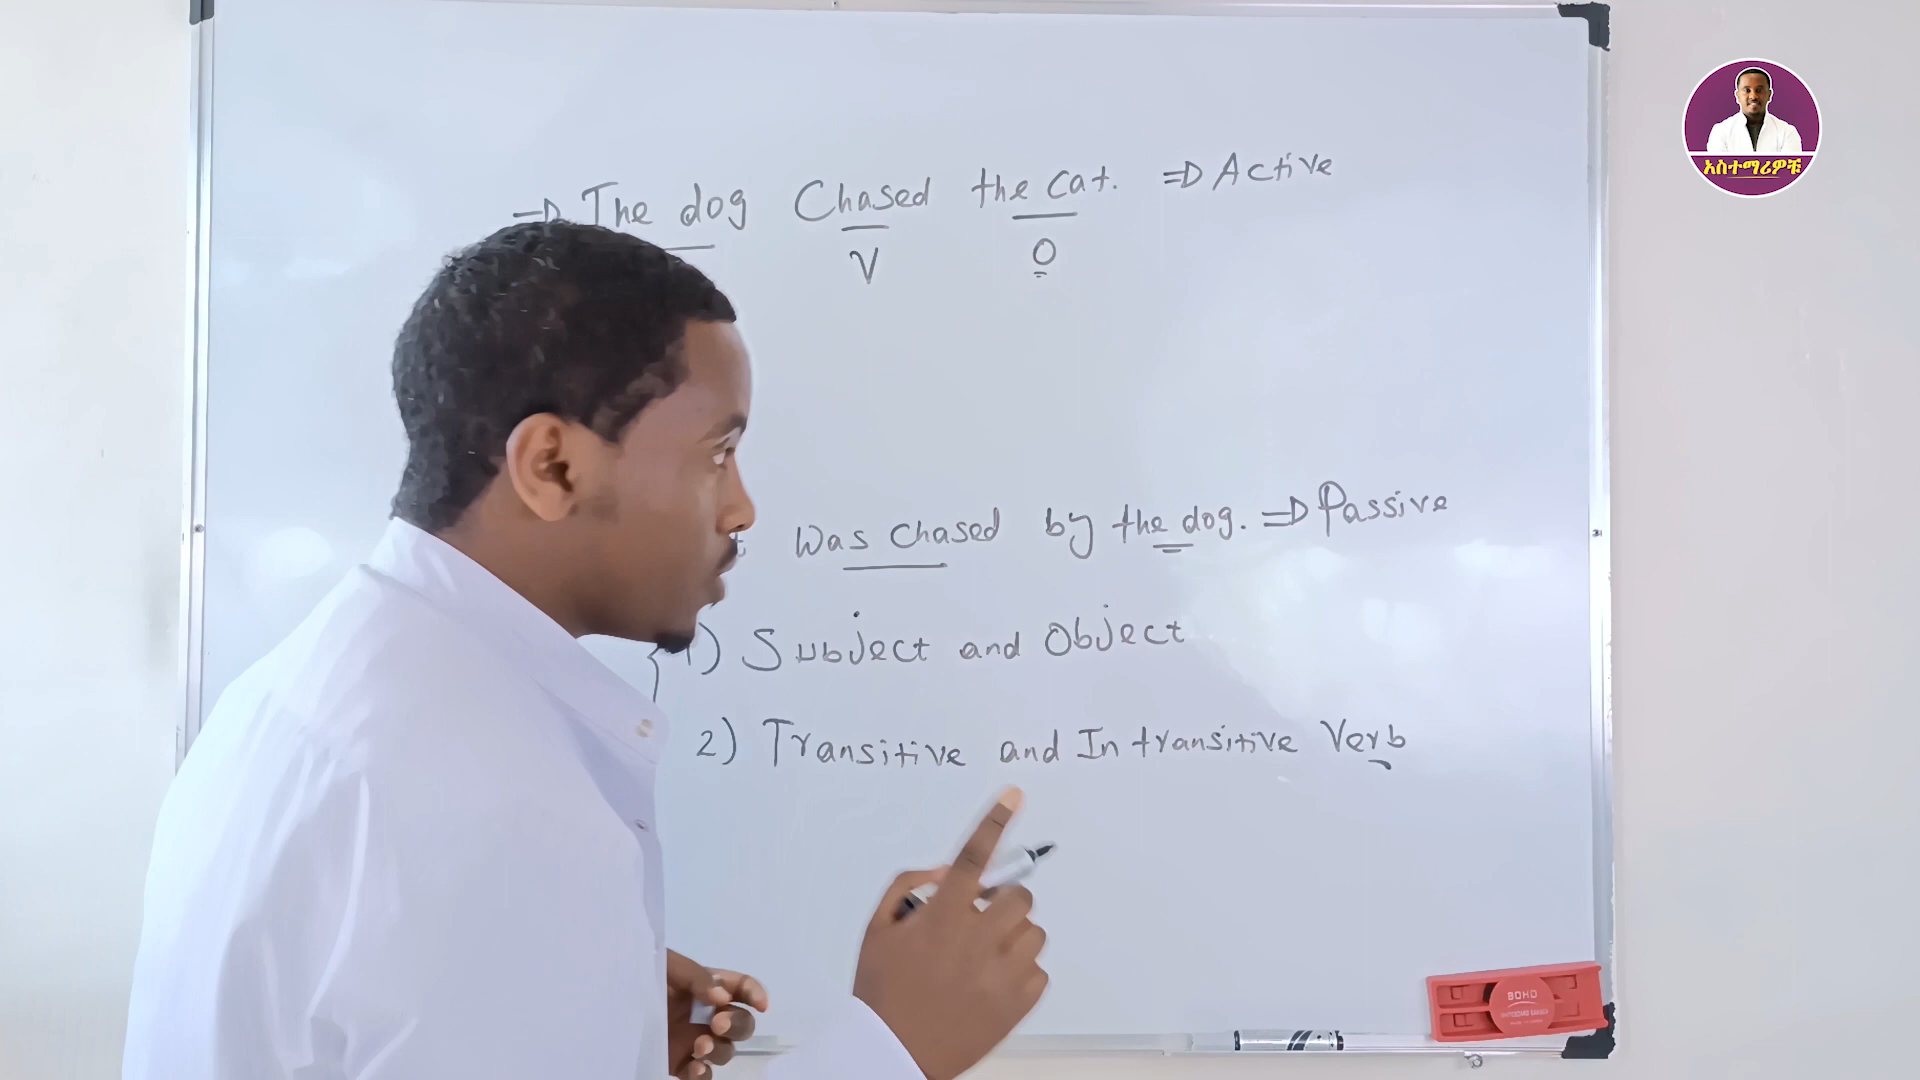 ⇒ The dog Chased the cat. ⇒ Active
V O
Was chased by the dog. ⇒ Passive
1) Subject and Object
2) Transitive and Intransitive Verb
አስተማሪዎቹ
BOHO